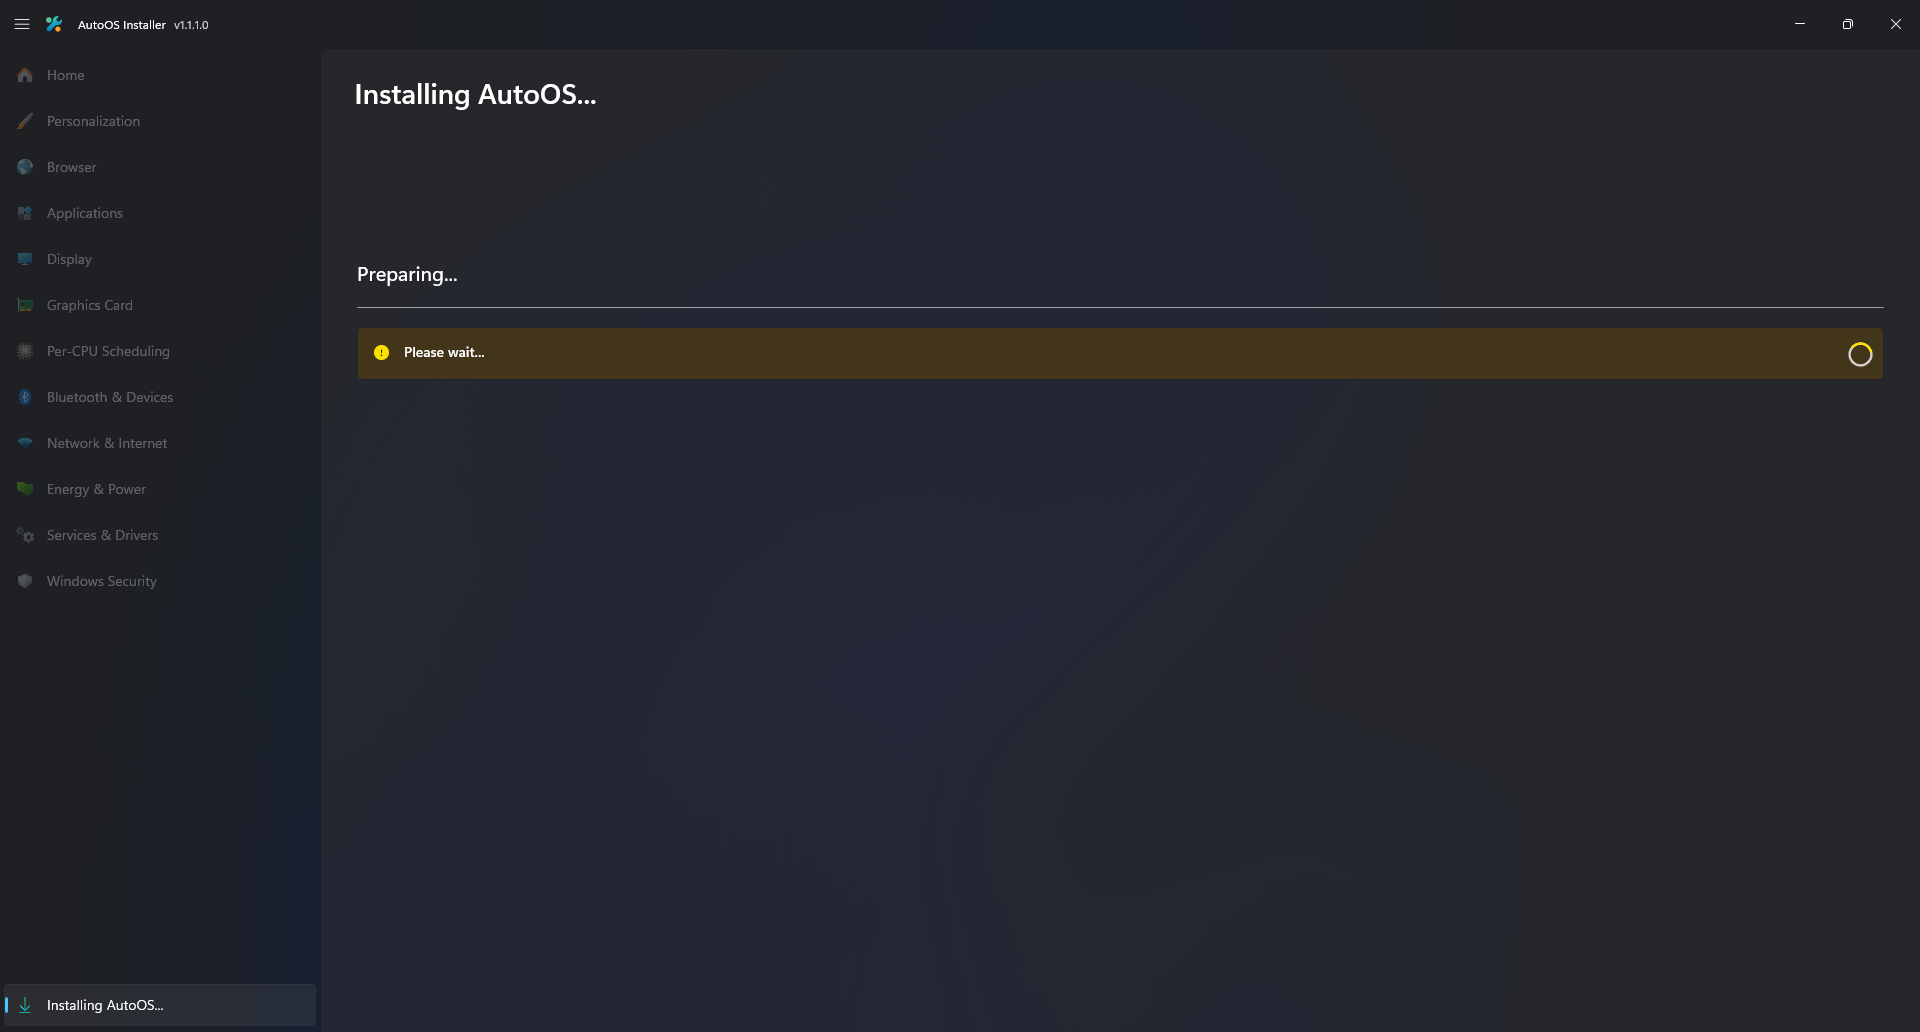 AutoOS Installer v1.1.1.0
Home
Personalization
Browser
Applications
Display
Graphics Card
Per-CPU Scheduling
Bluetooth & Devices
Network & Internet
Energy & Power
Services & Drivers
Windows Security
Installing AutoOS...
Installing AutoOS...
Preparing...
Please wait...